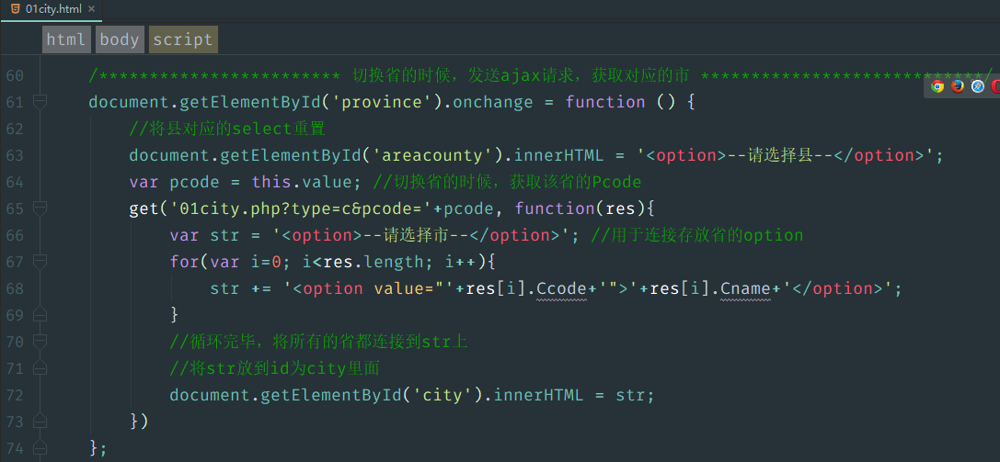 01city.html
html body script
60 /************************ 切换省的时候，发送ajax请求，获取对应的市 ****************************/
61 document.getElementById('province').onchange = function () {
62 //将县对应的select重置
63 document.getElementById('areacounty').innerHTML = '<option>--请选择县--</option>';
64 var pcode = this.value; //切换省的时候，获取该省的Pcode
65 get('01city.php?type=c&pcode='+pcode, function(res){
66 var str = '<option>--请选择市--</option>'; //用于连接存放省的option
67 for(var i=0; i<res.length; i++){
68 str += '<option value="'+res[i].Ccode+'">'+res[i].Cname+'</option>';
69 }
70 //循环完毕，将所有的省都连接到str上
71 //将str放到id为city里面
72 document.getElementById('city').innerHTML = str;
73 })
74 };